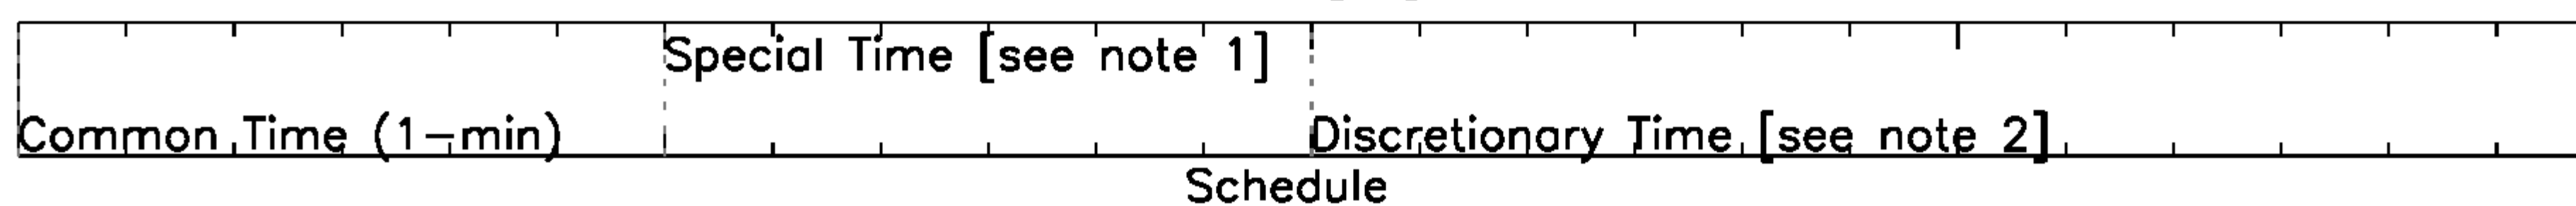 Special Time [see note 1]
Common Time (1-min)
Discretionary Time [see note 2]
Schedule